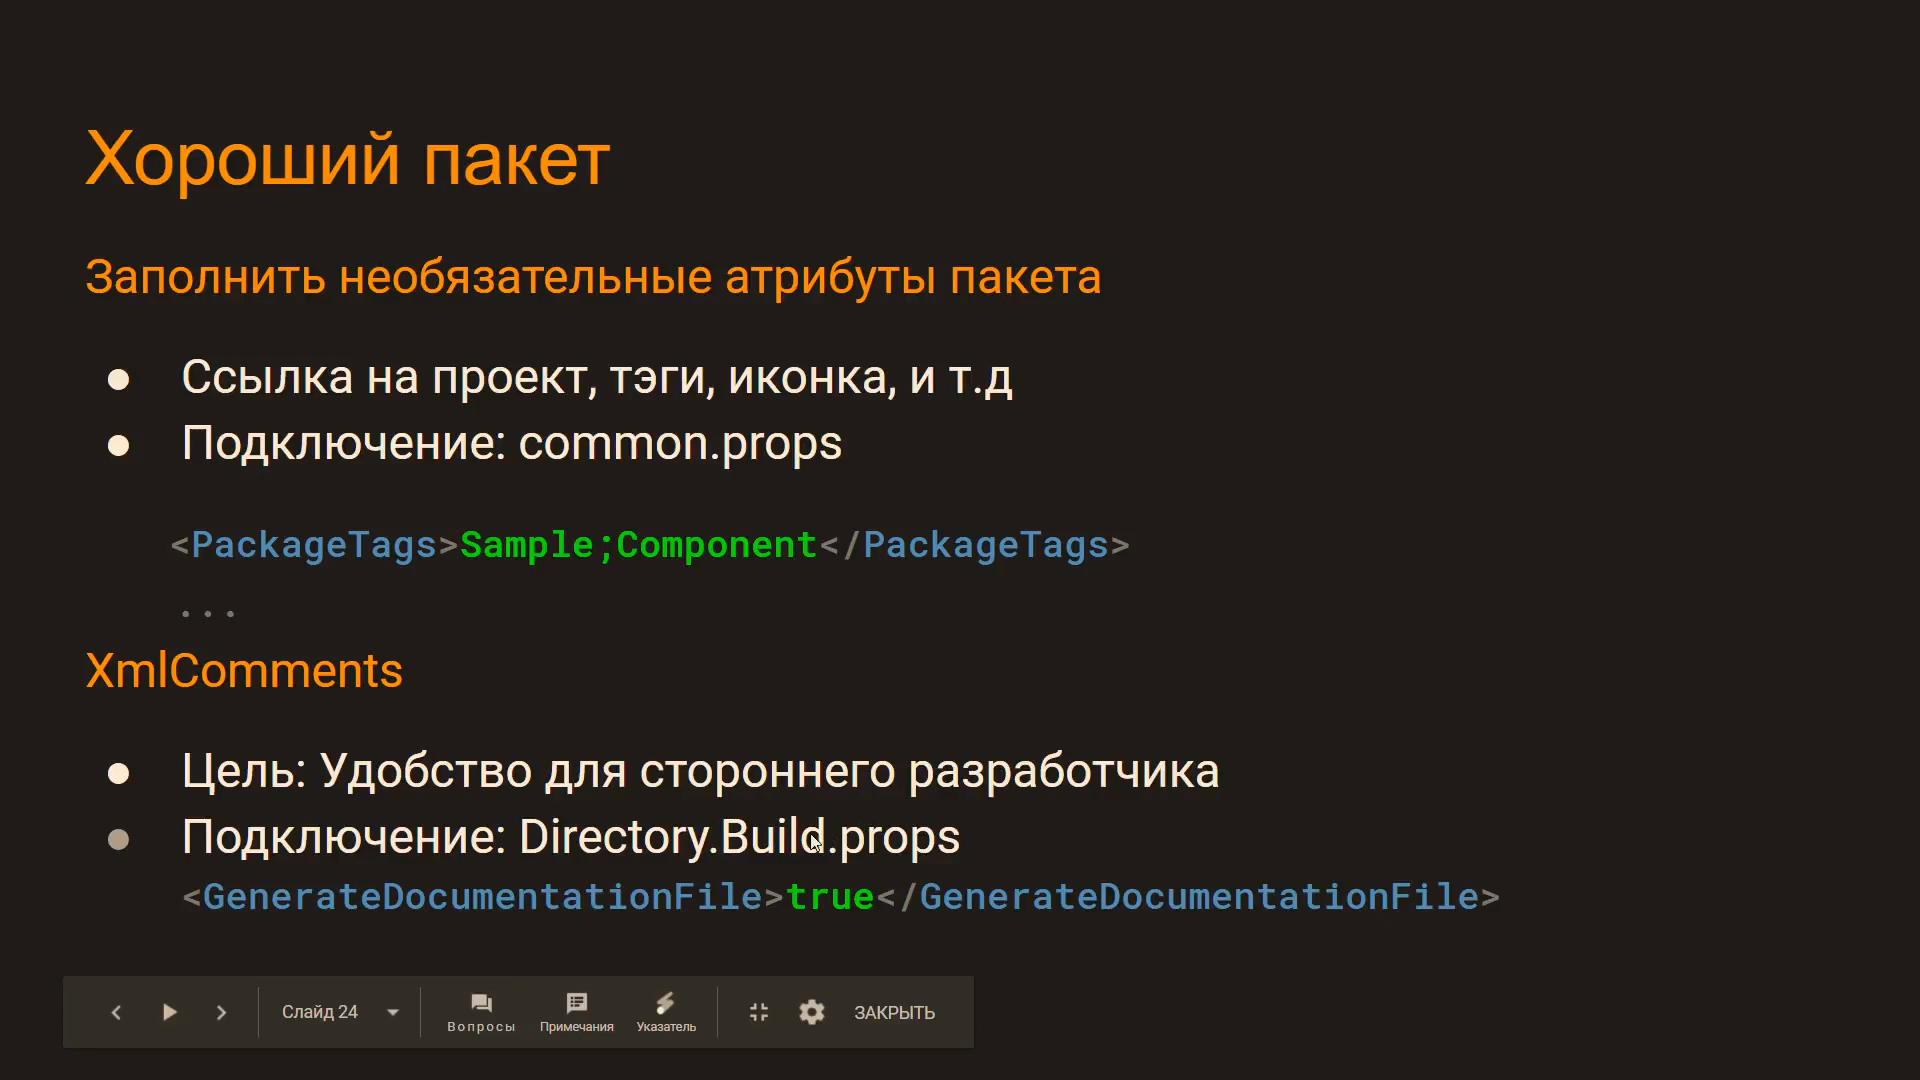 Хороший пакет
Заполнить необязательные атрибуты пакета
● Ссылка на проект, тэги, иконка, и т.д
● Подключение: common.props
<PackageTags>Sample;Component</PackageTags>
...
XmlComments
● Цель: Удобство для стороннего разработчика
● Подключение: Directory.Build.props
<GenerateDocumentationFile>true</GenerateDocumentationFile>
Слайд 24 Вопросы Примечания Указатель ЗАКРЫТЬ